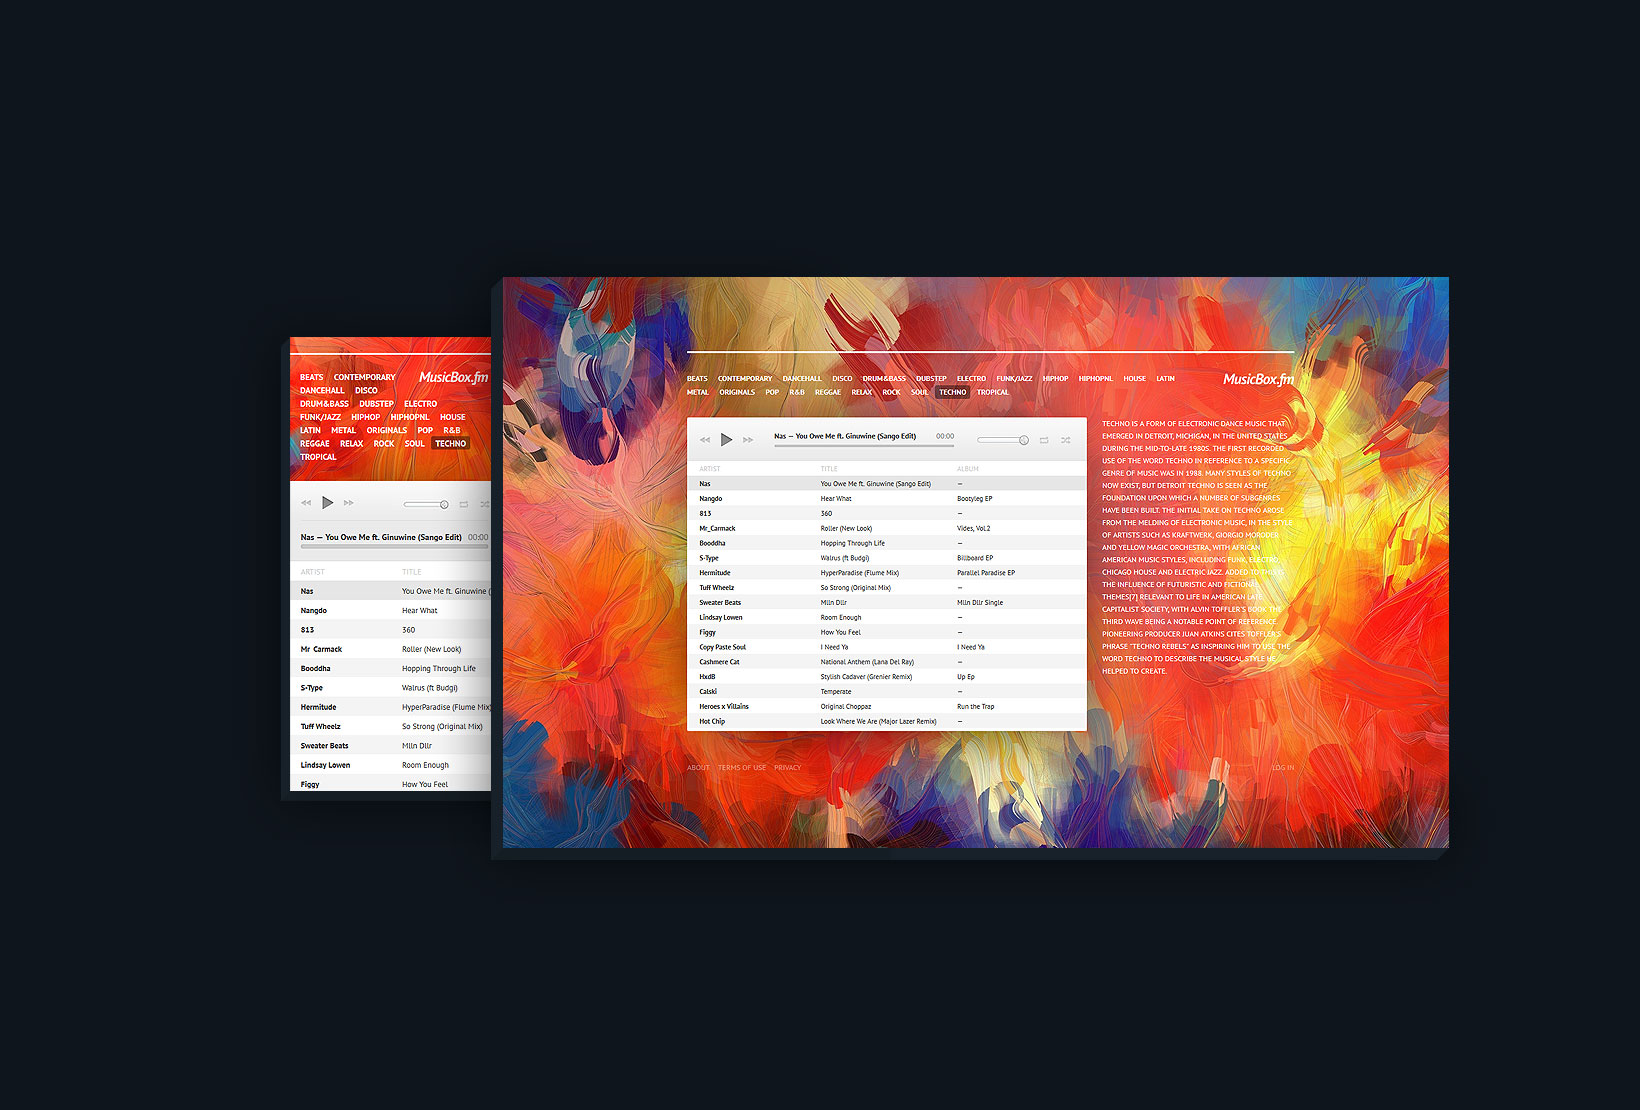 BEATS CONTEMPORARY MusicBox.fm
DANCEHALL DISCO
DRUM&BASS DUBSTEP ELECTRO
FUNK/JAZZ HIPHOP HIPHOPNL HOUSE
LATIN METAL ORIGINALS POP R&B
REGGAE RELAX ROCK SOUL TECHNO
TROPICAL
Nas — You Owe Me ft. Ginuwine (Sango Edit) 00:00
ARTIST TITLE
Nas You Owe Me ft. Ginuwine (
Nangdo Hear What
813 360
Mr_Carmack Roller (New Look)
Booddha Hopping Through Life
S-Type Walrus (ft Budgi)
Hermitude HyperParadise (Flume Mix)
Tuff Wheelz So Strong (Original Mix)
Sweater Beats Mlln Dllr
Lindsay Lowen Room Enough
Figgy How You Feel
BEATS CONTEMPORARY DANCEHALL DISCO DRUM&BASS DUBSTEP ELECTRO FUNK/JAZZ HIPHOP HIPHOPNL HOUSE LATIN
METAL ORIGINALS POP R&B REGGAE RELAX ROCK SOUL TECHNO TROPICAL
MusicBox.fm
Nas — You Owe Me ft. Ginuwine (Sango Edit) 00:00
ARTIST TITLE ALBUM
Nas You Owe Me ft. Ginuwine (Sango Edit) —
Nangdo Hear What Bootyleg EP
813 360 —
Mr_Carmack Roller (New Look) Vides, Vol.2
Booddha Hopping Through Life —
S-Type Walrus (ft Budgi) Billboard EP
Hermitude HyperParadise (Flume Mix) Parallel Paradise EP
Tuff Wheelz So Strong (Original Mix) —
Sweater Beats Mlln Dllr Mlln Dllr Single
Lindsay Lowen Room Enough —
Figgy How You Feel —
Copy Paste Soul I Need Ya I Need Ya
Cashmere Cat National Anthem (Lana Del Ray) —
HxdB Stylish Cadaver (Grenier Remix) Up Ep
Calski Temperate —
Heroes x Villains Original Choppaz Run the Trap
Hot Chip Look Where We Are (Major Lazer Remix) —
TECHNO IS A FORM OF ELECTRONIC DANCE MUSIC THAT
EMERGED IN DETROIT, MICHIGAN, IN THE UNITED STATES
DURING THE MID-TO-LATE 1980S. THE FIRST RECORDED
USE OF THE WORD TECHNO IN REFERENCE TO A SPECIFIC
GENRE OF MUSIC WAS IN 1988. MANY STYLES OF TECHNO
NOW EXIST, BUT DETROIT TECHNO IS SEEN AS THE
FOUNDATION UPON WHICH A NUMBER OF SUBGENRES
HAVE BEEN BUILT. THE INITIAL TAKE ON TECHNO AROSE
FROM THE MELDING OF ELECTRONIC MUSIC, IN THE STYLE
OF ARTISTS SUCH AS KRAFTWERK, GIORGIO MORODER
AND YELLOW MAGIC ORCHESTRA, WITH AFRICAN
AMERICAN MUSIC STYLES, INCLUDING FUNK, ELECTRO,
CHICAGO HOUSE AND ELECTRIC JAZZ. ADDED TO THIS IS
THE INFLUENCE OF FUTURISTIC AND FICTIONAL
THEMES[7] RELEVANT TO LIFE IN AMERICAN LATE
CAPITALIST SOCIETY, WITH ALVIN TOFFLER'S BOOK THE
THIRD WAVE BEING A NOTABLE POINT OF REFERENCE.
PIONEERING PRODUCER JUAN ATKINS CITES TOFFLER'S
PHRASE "TECHNO REBELS" AS INSPIRING HIM TO USE THE
WORD TECHNO TO DESCRIBE THE MUSICAL STYLE HE
HELPED TO CREATE.
ABOUT TERMS OF USE PRIVACY LOG IN